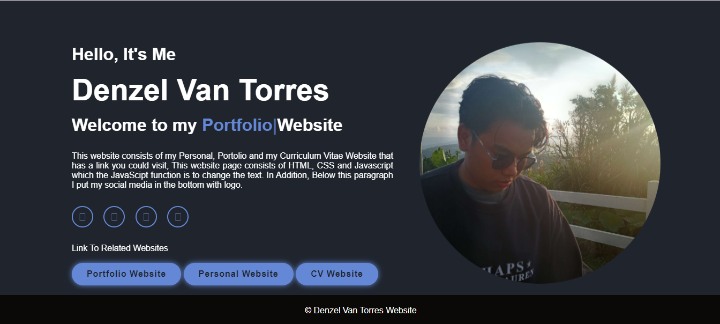 Hello, It's Me
Denzel Van Torres
Welcome to my Portfolio|Website
This website consists of my Personal, Portolio and my Curriculum Vitae Website that
has a link you could visit, This website page consists of HTML, CSS and Javascript
which the JavaScipt function is to change the text. In Addition, Below this paragraph
I put my social media in the bottom with logo.
Link To Related Websites
Portfolio Website Personal Website CV Website
© Denzel Van Torres Website